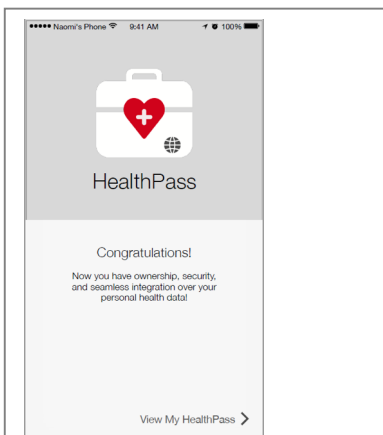 Naomi's Phone 9:41 AM 100%
HealthPass
Congratulations!
Now you have ownership, security,
and seamless integration over your
personal health data!
View My HealthPass